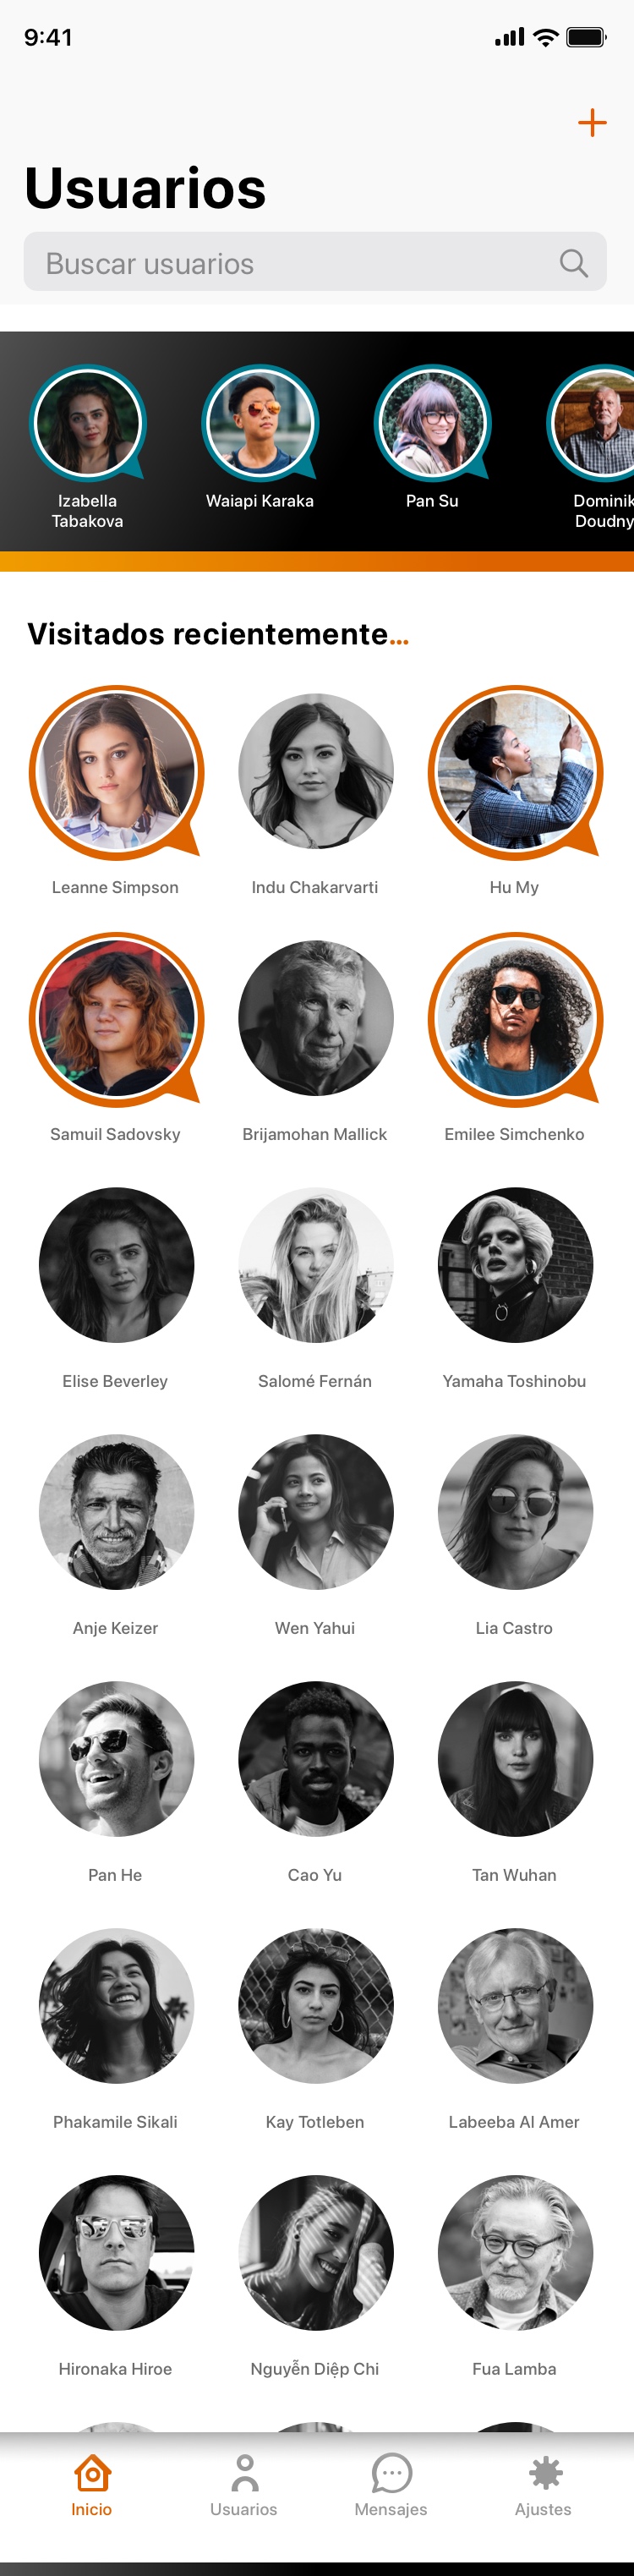 9:41
Usuarios
Buscar usuarios
Izabella
Tabakova
Waiapi Karaka
Pan Su
Dominik
Doudny
Visitados recientemente...
Leanne Simpson
Indu Chakarvarti
Hu My
Samuil Sadovsky
Brijamohan Mallick
Emilee Simchenko
Elise Beverley
Salomé Fernán
Yamaha Toshinobu
Anje Keizer
Wen Yahui
Lia Castro
Pan He
Cao Yu
Tan Wuhan
Phakamile Sikali
Kay Totleben
Labeeba Al Amer
Hironaka Hiroe
Nguyễn Diệp Chi
Fua Lamba
Inicio
Usuarios
Mensajes
Ajustes